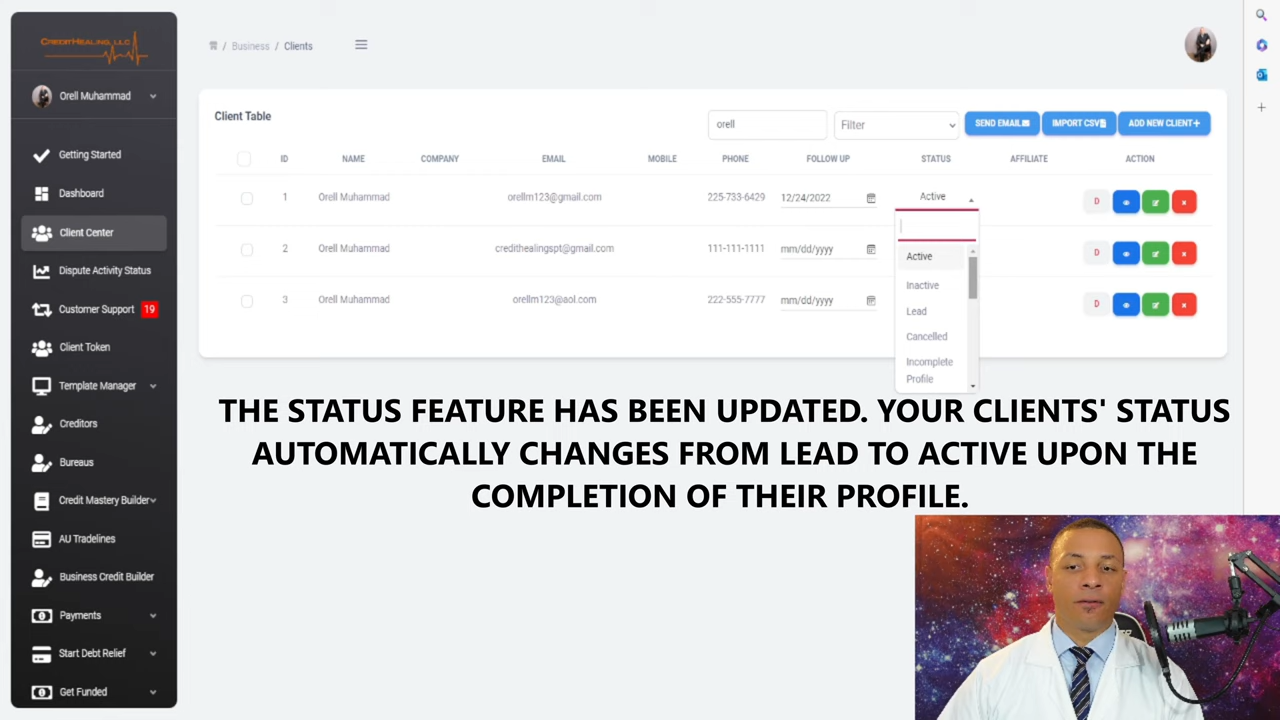 CREDITHEALING, LLC
Orell Muhammad
Getting Started
Dashboard
Client Center
Dispute Activity Status
Customer Support 19
Client Token
Template Manager
Creditors
Bureaus
Credit Mastery Builder
AU Tradelines
Business Credit Builder
Payments
Start Debt Relief
Get Funded
/ Business / Clients
Client Table
orell
Filter
SEND EMAIL
IMPORT CSV
ADD NEW CLIENT+
ID NAME COMPANY EMAIL MOBILE PHONE FOLLOW UP STATUS AFFILIATE ACTION
1 Orell Muhammad orellm123@gmail.com 225-733-6429 12/24/2022 Active D
2 Orell Muhammad credithealingspt@gmail.com 111-111-1111 mm/dd/yyyy D
3 Orell Muhammad orellm123@aol.com 222-555-7777 mm/dd/yyyy D
Active
Inactive
Lead
Cancelled
Incomplete
Profile
THE STATUS FEATURE HAS BEEN UPDATED. YOUR CLIENTS' STATUS
AUTOMATICALLY CHANGES FROM LEAD TO ACTIVE UPON THE
COMPLETION OF THEIR PROFILE.